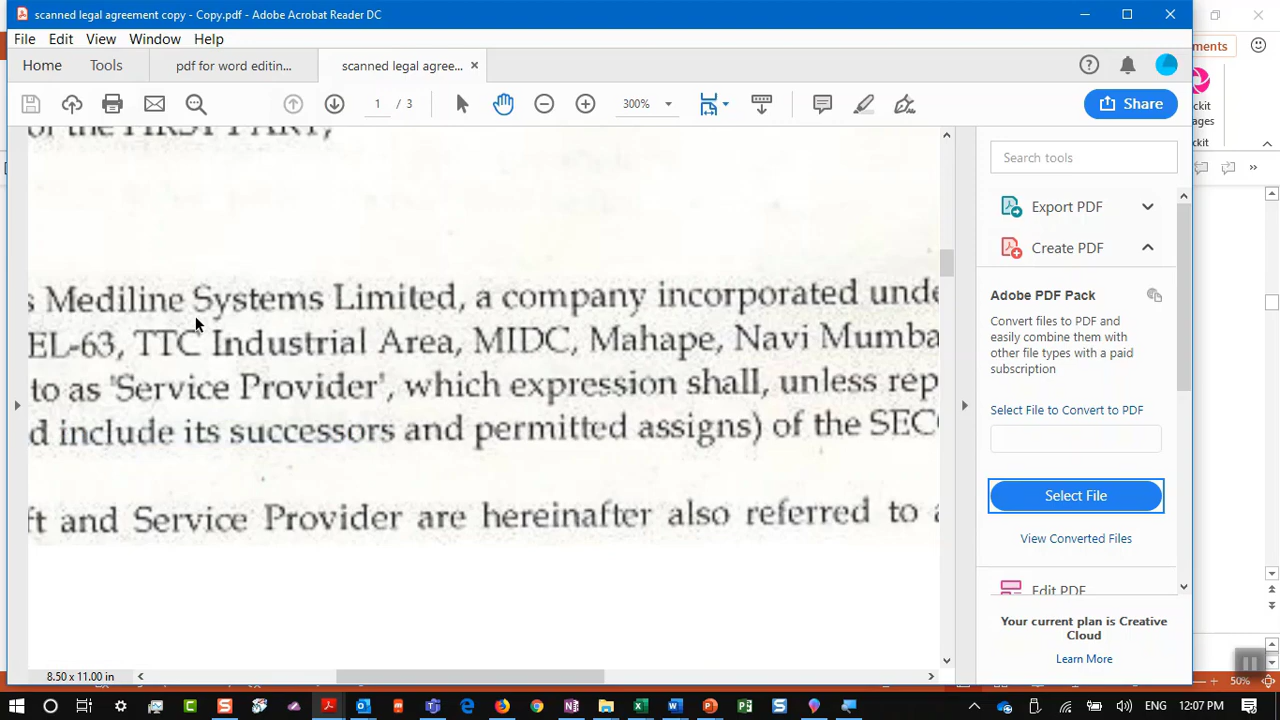 scanned legal agreement copy - Copy.pdf - Adobe Acrobat Reader DC
File Edit View Window Help
Home Tools pdf for word editin... scanned legal agree... ×
1 / 3 300% Share
of the FIRST PART;
s Mediline Systems Limited, a company incorporated unde
EL-63, TTC Industrial Area, MIDC, Mahape, Navi Mumba
to as 'Service Provider', which expression shall, unless rep
d include its successors and permitted assigns) of the SECO
ft and Service Provider are hereinafter also referred to a
8.50 x 11.00 in
Search tools
Export PDF
Create PDF
Adobe PDF Pack
Convert files to PDF and
easily combine them with
other file types with a paid
subscription
Select File to Convert to PDF
Select File
View Converted Files
Edit PDF
Your current plan is Creative
Cloud
Learn More
ments
ckit
ages
ckit
50%
ENG 12:07 PM